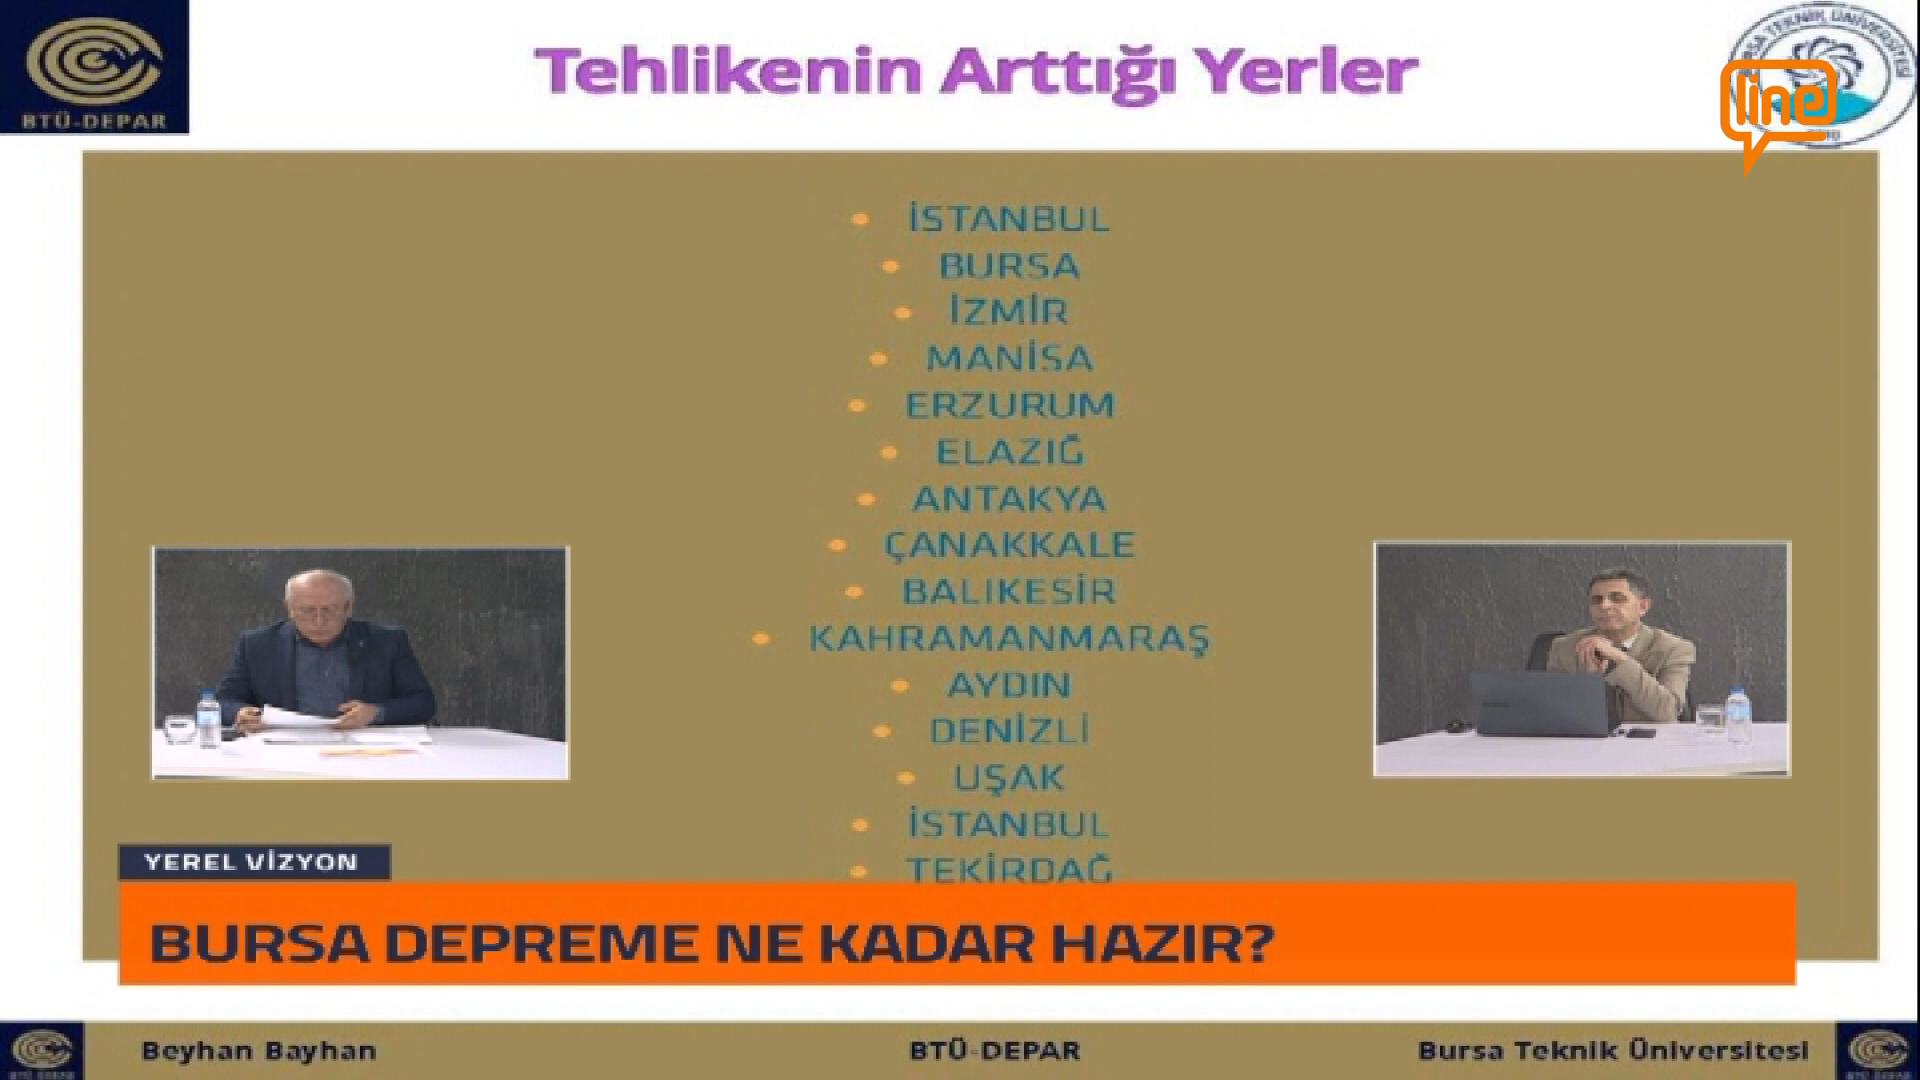 BTÜ-DEPAR
Tehlikenin Arttığı Yerler
line
İSTANBUL
BURSA
İZMİR
MANİSA
ERZURUM
ELAZIĞ
ANTAKYA
ÇANAKKALE
BALIKESİR
KAHRAMANMARAŞ
AYDIN
DENİZLİ
UŞAK
İSTANBUL
TEKİRDAĞ
YEREL VİZYON
BURSA DEPREME NE KADAR HAZIR?
Beyhan Bayhan
BTÜ-DEPAR
Bursa Teknik Üniversitesi